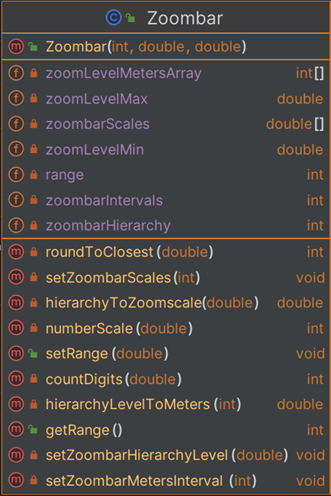 C Zoombar
m Zoombar(int, double, double)
f zoomLevelMetersArray int[]
f zoomLevelMax double
f zoombarScales double[]
f zoomLevelMin double
f range int
f zoombarIntervals int
f zoombarHierarchy int
m roundToClosest(double) int
m setZoombarScales(int) void
m hierarchyToZoomscale(double) double
m numberScale(double) int
m setRange(double) void
m countDigits(double) int
m hierarchyLevelToMeters(int) double
m getRange() int
m setZoombarHierarchyLevel(double) void
m setZoombarMetersInterval (int) void